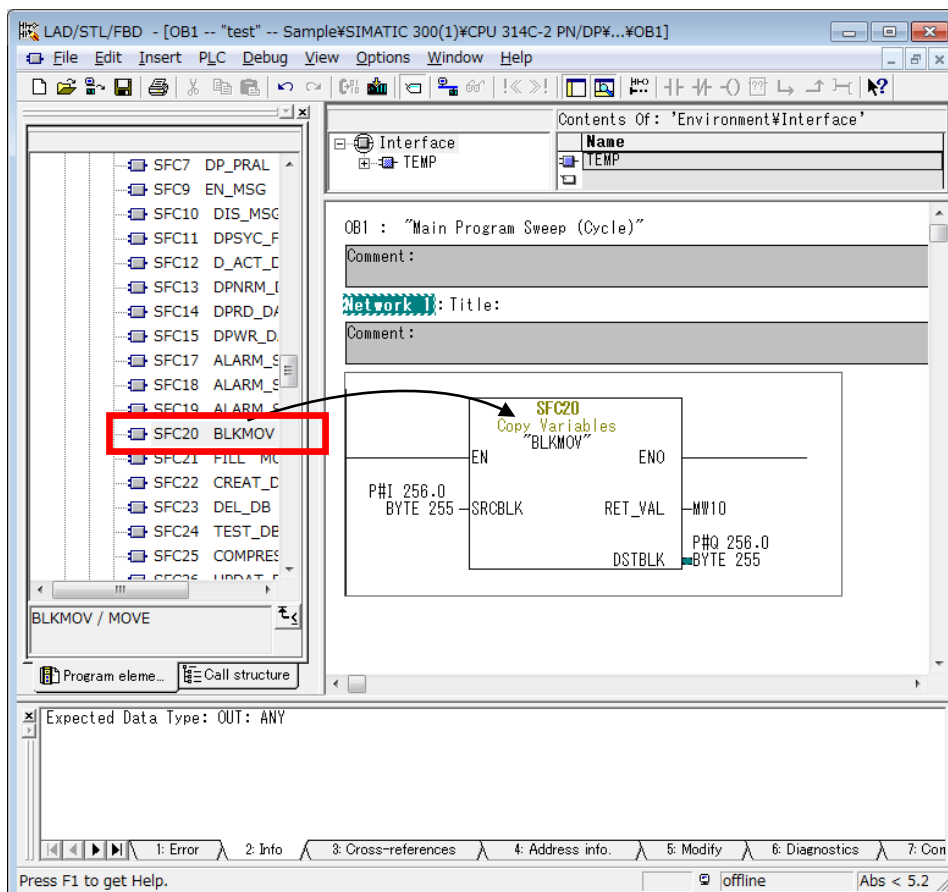 LAD/STL/FBD - [OB1 -- "test" -- Sample¥SIMATIC 300(1)¥CPU 314C-2 PN/DP¥...¥OB1]
File Edit Insert PLC Debug View Options Window Help
Contents Of: 'Environment¥Interface'
Interface
TEMP
Name
TEMP
SFC7 DP_PRAL
SFC9 EN_MSG
SFC10 DIS_MSG
SFC11 DPSYC_F
SFC12 D_ACT_D
SFC13 DPNRM_D
SFC14 DPRD_DA
SFC15 DPWR_D
SFC17 ALARM_S
SFC18 ALARM_S
SFC19 ALARM_S
SFC20 BLKMOV
SFC21 FILL MO
SFC22 CREAT_D
SFC23 DEL_DB
SFC24 TEST_DB
SFC25 COMPRES
SFC26 UPDAT_P
BLKMOV / MOVE
Program eleme...
Call structure
OB1 : "Main Program Sweep (Cycle)"
Comment:
Network 1: Title:
Comment:
SFC20
Copy Variables
"BLKMOV"
EN ENO
P#I 256.0
BYTE 255 SRCBLK RET_VAL MW10
P#Q 256.0
DSTBLK BYTE 255
Expected Data Type: OUT: ANY
1: Error 2: Info 3: Cross-references 4: Address info. 5: Modify 6: Diagnostics 7: Con
Press F1 to get Help.
offline
Abs < 5.2